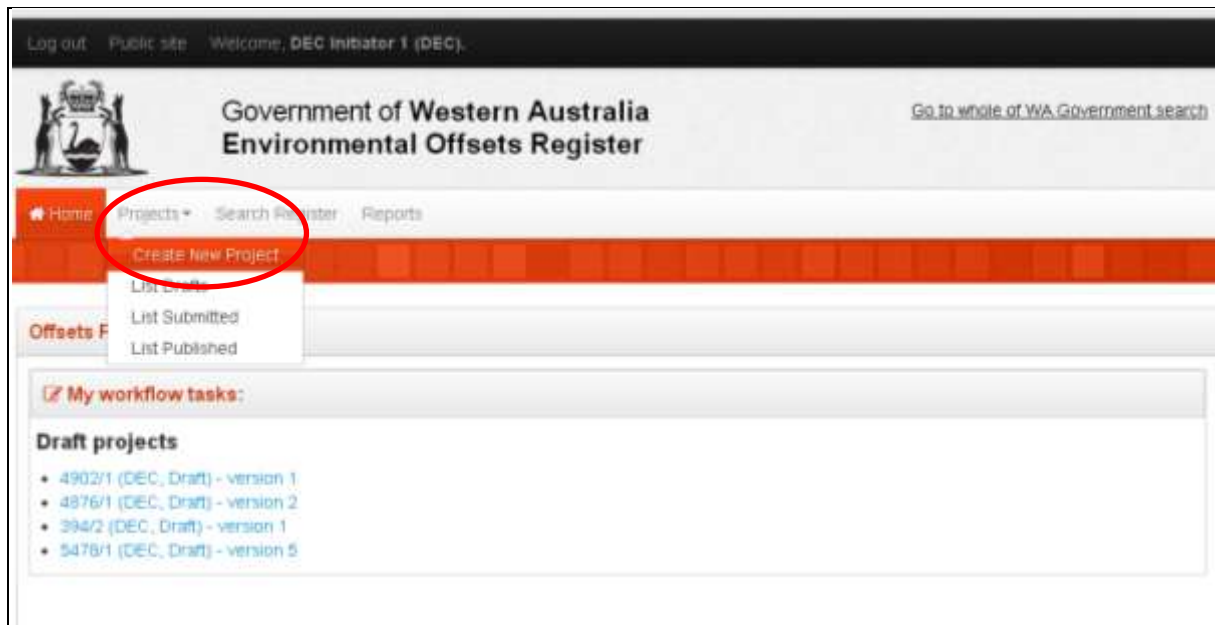 Log out Public site Welcome, DEC Initiator 1 (DEC).
Government of Western Australia
Environmental Offsets Register
Go to whole of WA Government search
Home Projects Search Register Reports
Create New Project
List Drafts
List Submitted
List Published
Offsets
My workflow tasks:
Draft projects
4902/1 (DEC, Draft) - version 1
4876/1 (DEC, Draft) - version 2
394/2 (DEC, Draft) - version 1
5478/1 (DEC, Draft) - version 5